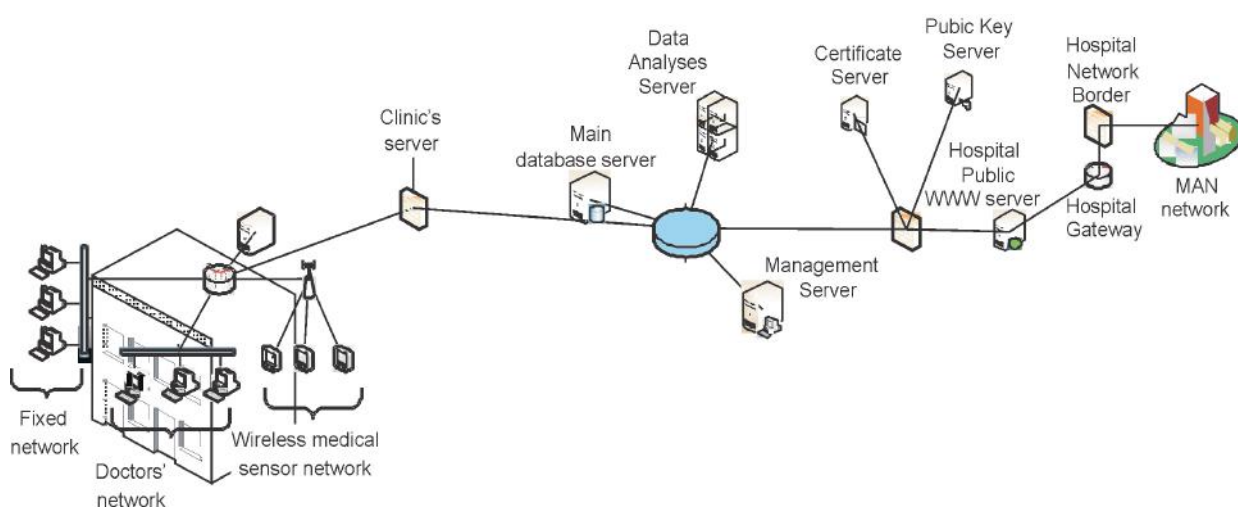 Data
Analyses
Server
Certificate
Server
Pubic Key
Server
Hospital
Network
Border
Clinic's
server
Main
database server
Hospital
Public
WWW server
Hospital
Gateway
MAN
network
Management
Server
Fixed
network
Doctors'
network
Wireless medical
sensor network